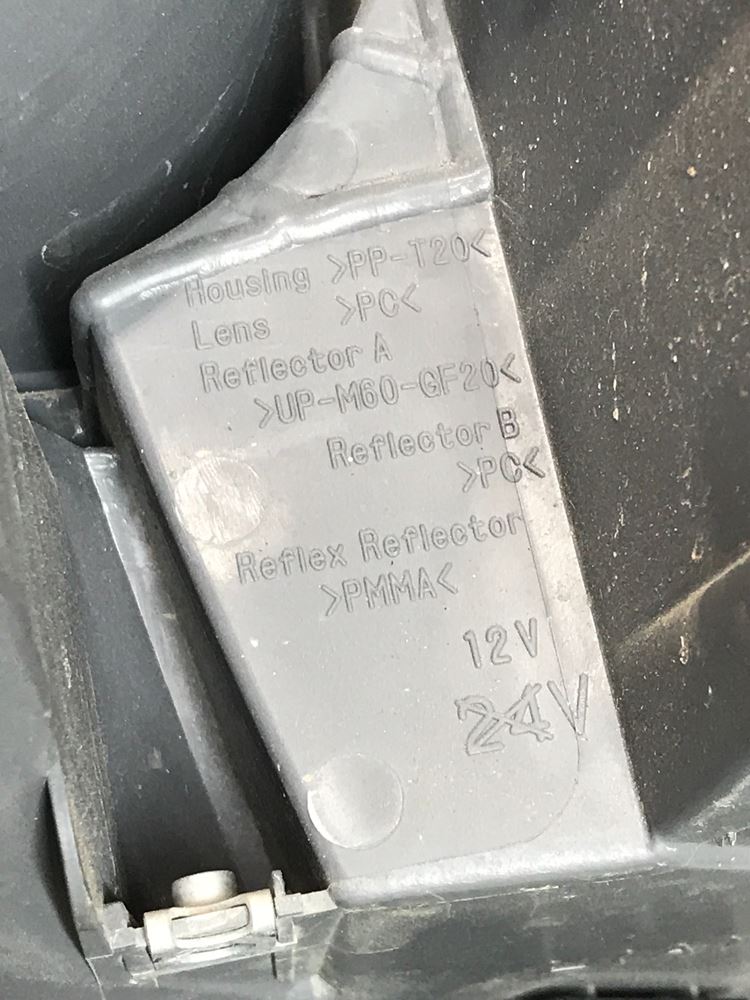 Housing >PP-T20<
Lens >PC<
Reflector A
>UP-M60-GF20<
Reflector B
>PC<
Reflex Reflector
>PMMA<
12V
24V